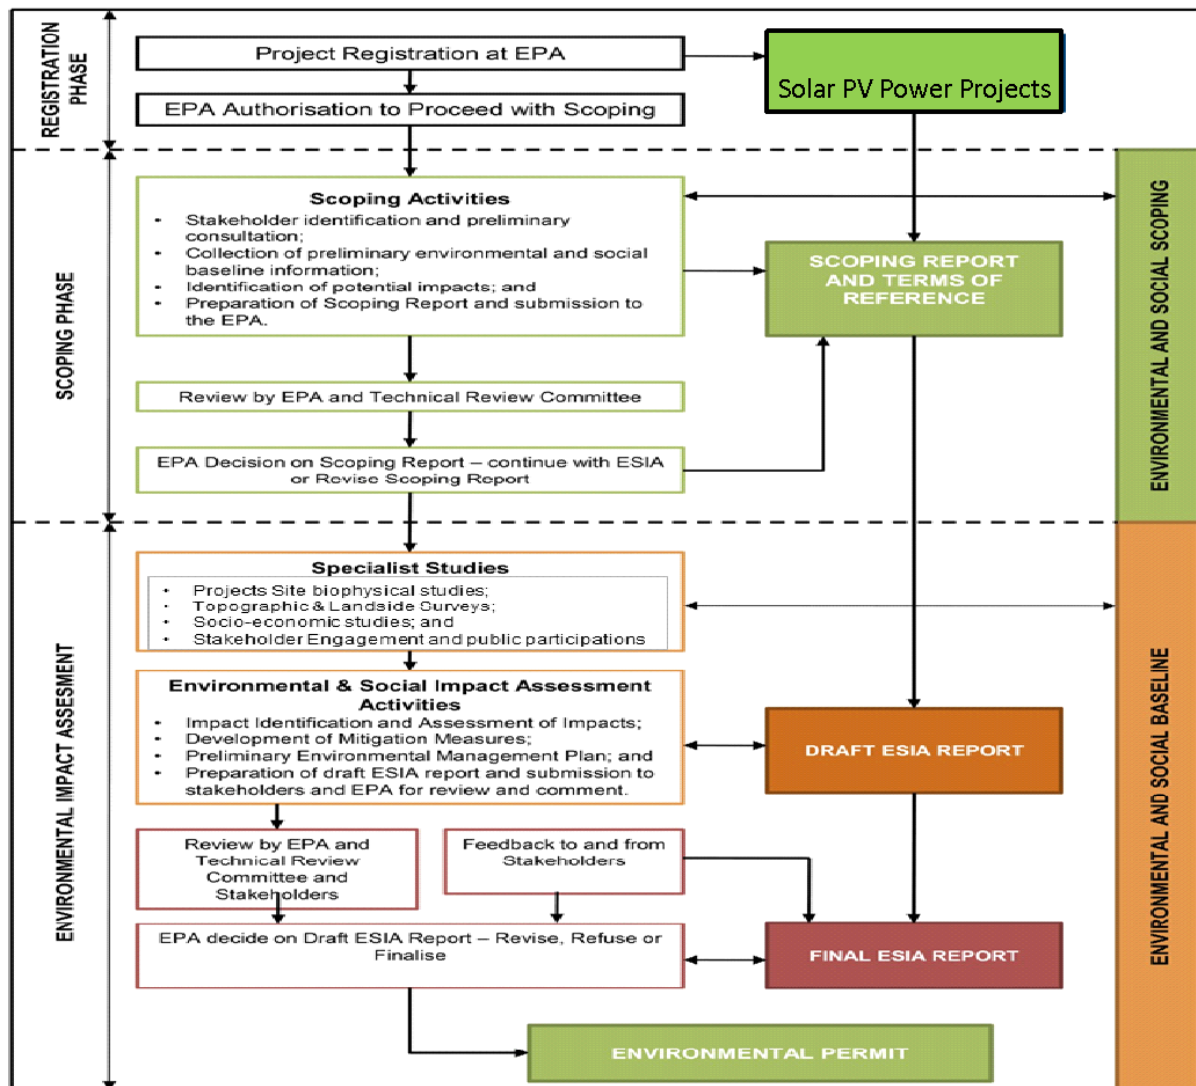 REGISTRATION
PHASE
Project Registration at EPA
EPA Authorisation to Proceed with Scoping
Solar PV Power Projects
SCOPING PHASE
Scoping Activities
• Stakeholder identification and preliminary
consultation;
• Collection of preliminary environmental and social
baseline information;
• Identification of potential impacts; and
• Preparation of Scoping Report and submission to
the EPA.
SCOPING REPORT
AND TERMS OF
REFERENCE
ENVIRONMENTAL AND SOCIAL SCOPING
Review by EPA and Technical Review Committee
EPA Decision on Scoping Report – continue with ESIA
or Revise Scoping Report
ENVIRONMENTAL IMPACT ASSESMENT
Specialist Studies
• Projects Site biophysical studies;
• Topographic & Landside Surveys;
• Socio-economic studies; and
• Stakeholder Engagement and public participations
Environmental & Social Impact Assessment
Activities
• Impact Identification and Assessment of Impacts;
• Development of Mitigation Measures;
• Preliminary Environmental Management Plan; and
• Preparation of draft ESIA report and submission to
stakeholders and EPA for review and comment.
DRAFT ESIA REPORT
ENVIRONMENTAL AND SOCIAL BASELINE
Review by EPA and
Technical Review
Committee and
Stakeholders
Feedback to and from
Stakeholders
EPA decide on Draft ESIA Report – Revise, Refuse or
Finalise
FINAL ESIA REPORT
ENVIRONMENTAL PERMIT